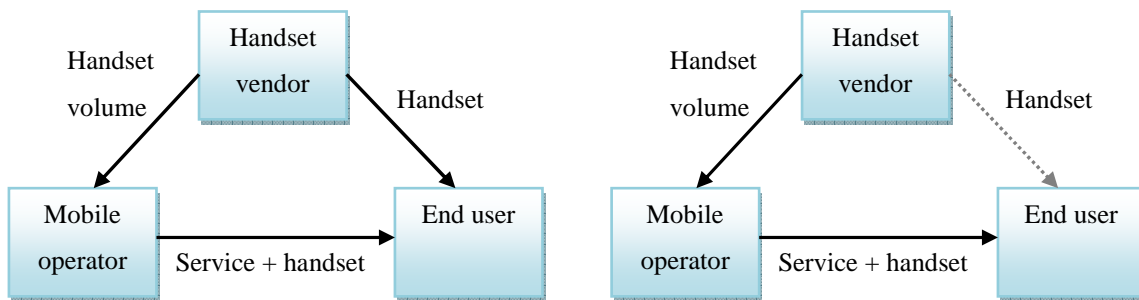 Handset
vendor
Handset
volume
Handset
Mobile
operator
End user
Service + handset
Handset
vendor
Handset
volume
Handset
Mobile
operator
End user
Service + handset